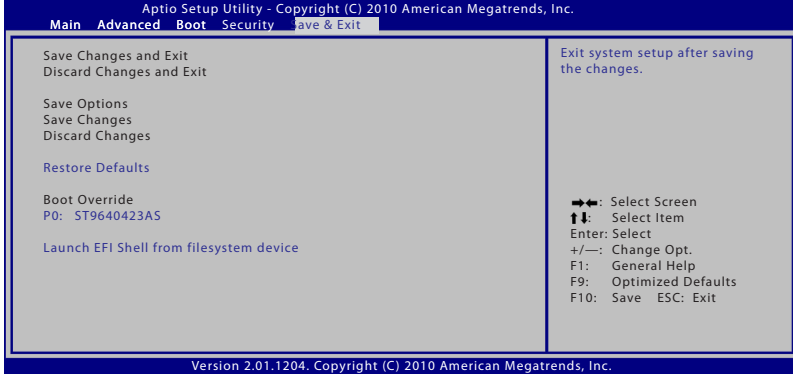 Aptio Setup Utility - Copyright (C) 2010 American Megatrends, Inc.
Main Advanced Boot Security Save & Exit
Save Changes and Exit
Discard Changes and Exit
Save Options
Save Changes
Discard Changes
Restore Defaults
Boot Override
P0: ST9640423AS
Launch EFI Shell from filesystem device
Exit system setup after saving
the changes.
→←: Select Screen
↑↓: Select Item
Enter: Select
+/—: Change Opt.
F1: General Help
F9: Optimized Defaults
F10: Save ESC: Exit
Version 2.01.1204. Copyright (C) 2010 American Megatrends, Inc.